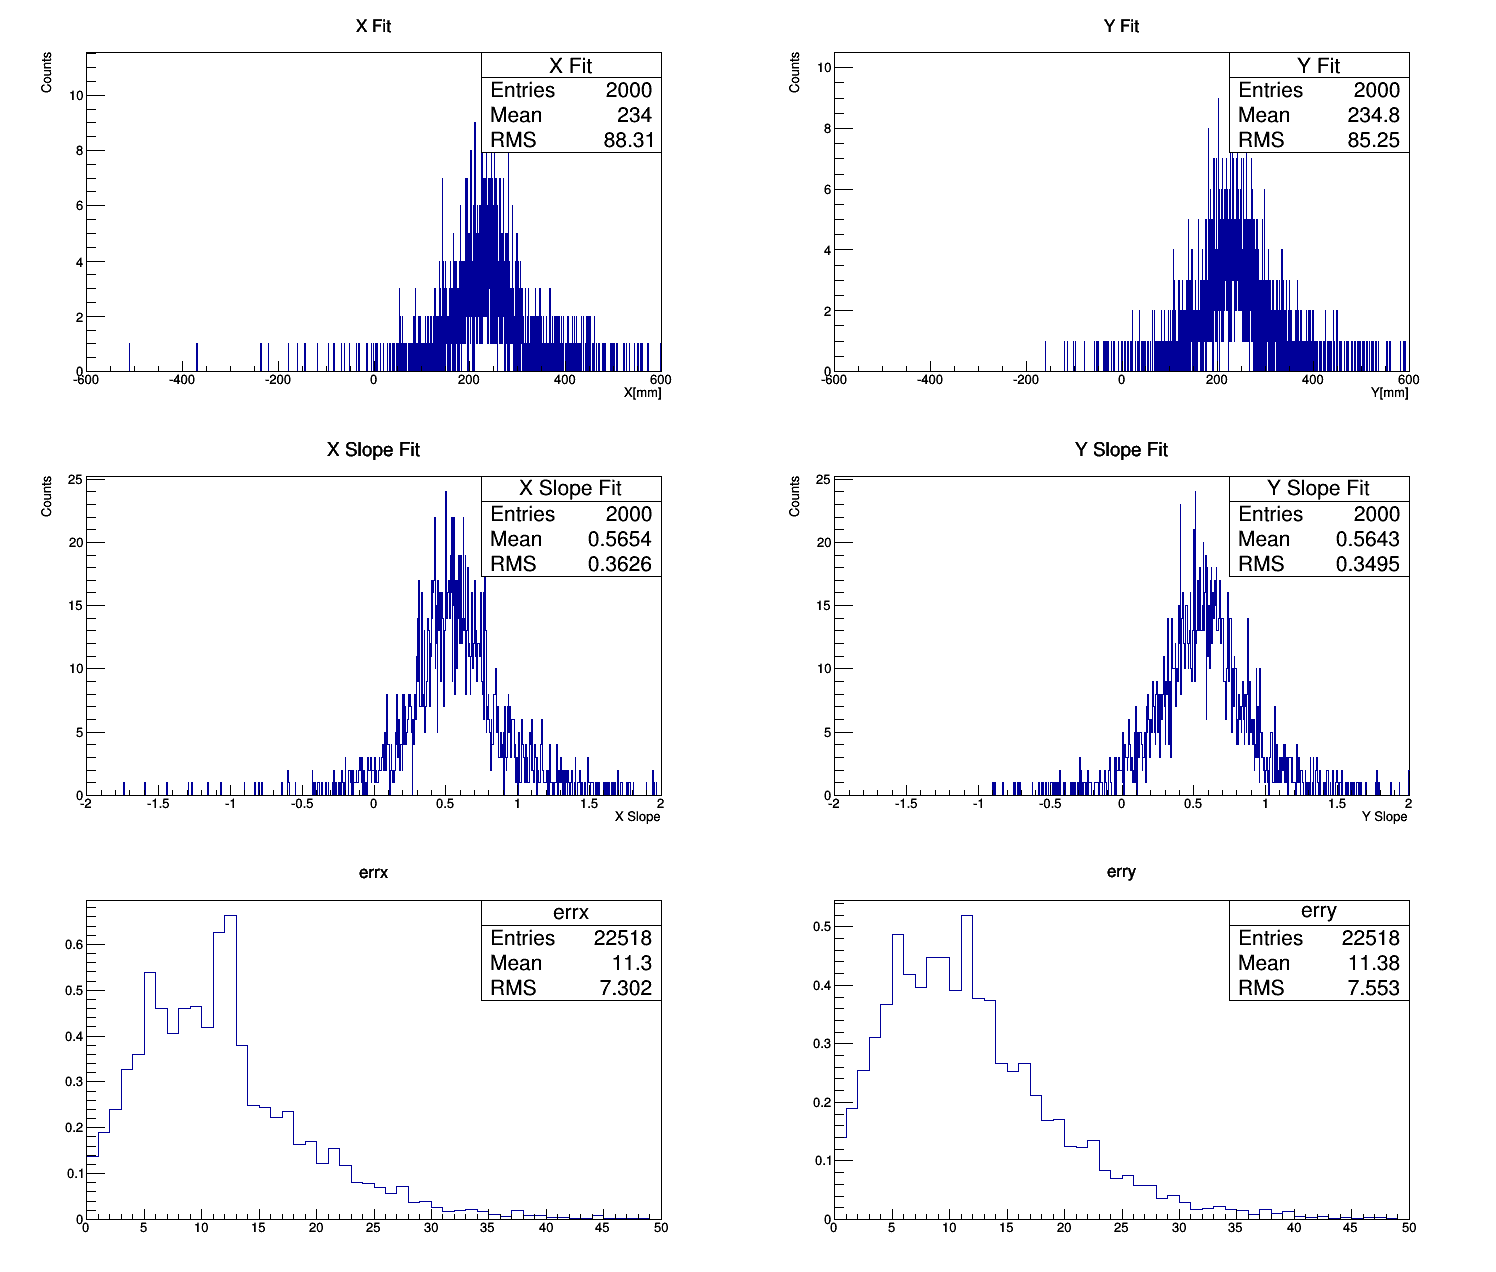 X Fit
Counts
X Fit
Entries 2000
Mean 234
RMS 88.31
10
8
6
4
2
0
-600 -400 -200 0 200 400 600
X[mm]
Y Fit
Counts
Y Fit
Entries 2000
Mean 234.8
RMS 85.25
10
8
6
4
2
0
-600 -400 -200 0 200 400 600
Y[mm]
X Slope Fit
Counts
X Slope Fit
Entries 2000
Mean 0.5654
RMS 0.3626
25
20
15
10
5
0
-2 -1.5 -1 -0.5 0 0.5 1 1.5 2
X Slope
Y Slope Fit
Counts
Y Slope Fit
Entries 2000
Mean 0.5643
RMS 0.3495
25
20
15
10
5
0
-2 -1.5 -1 -0.5 0 0.5 1 1.5 2
Y Slope
errx
errx
Entries 22518
Mean 11.3
RMS 7.302
0.6
0.5
0.4
0.3
0.2
0.1
0
0 5 10 15 20 25 30 35 40 45 50
erry
erry
Entries 22518
Mean 11.38
RMS 7.553
0.5
0.4
0.3
0.2
0.1
0
0 5 10 15 20 25 30 35 40 45 50